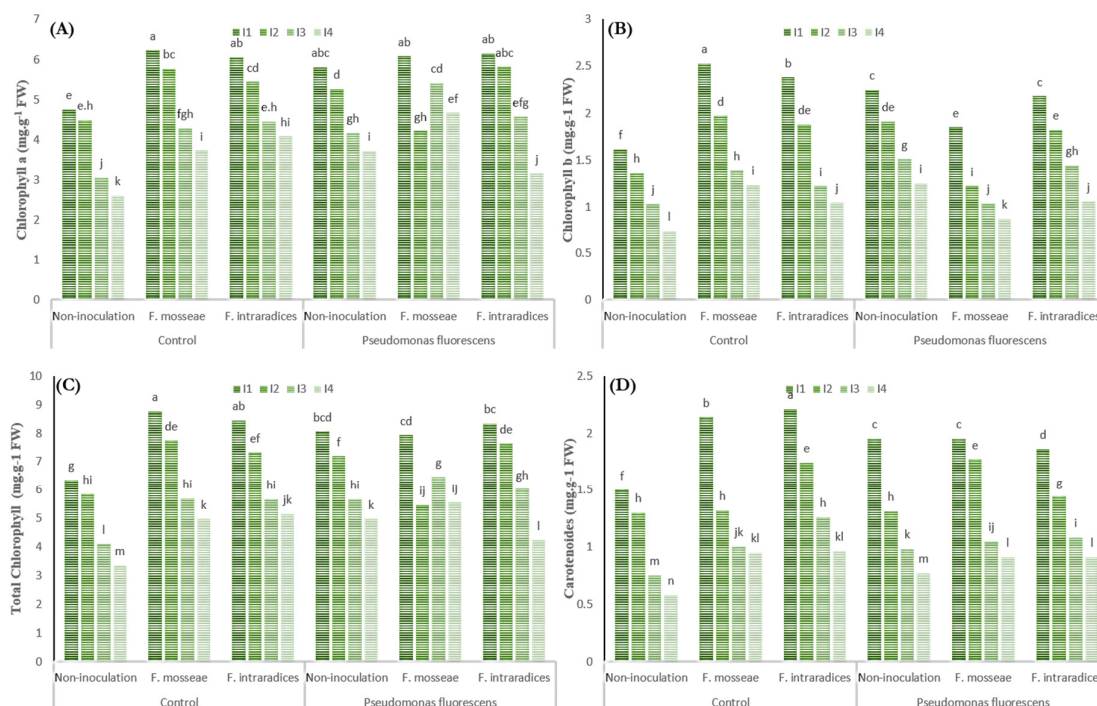 (A)
I1 I2 I3 I4
Chlorophyll a (mg.g¹ FW)
7
6
5
4
3
2
1
0
e e.h j k
a bc fgh i
ab cd e.h hi
abc d gh i
ab gh cd ef
ab abc efg j
Non-inoculation F. mosseae F. intraradices Non-inoculation F. mosseae F. intraradices
Control Pseudomonas fluorescens
(B)
I1 I2 I3 I4
Chlorophyll b (mg.g-1 FW)
3
2.5
2
1.5
1
0.5
0
f h j l
a d h i
b de i j
c de g i
e i j k
c e gh j
Non-inoculation F. mosseae F. intraradices Non-inoculation F. mosseae F. intraradices
Control Pseudomonas fluorescens
(C)
I1 I2 I3 I4
Total Chlorophyll (mg.g-1 FW)
10
9
8
7
6
5
4
3
2
1
0
g hi l m
a de hi k
ab ef hi jk
bcd f hi k
cd ij g ij
bc de gh l
Non-inoculation F. mosseae F. intraradices Non-inoculation F. mosseae F. intraradices
Control Pseudomonas fluorescens
(D)
I1 I2 I3 I4
Carotenoides (mg.g-1 FW)
2.5
2
1.5
1
0.5
0
f h m n
b h jk kl
a e h kl
c h k m
c e ij l
d g i l
Non-inoculation F. mosseae F. intraradices Non-inoculation F. mosseae F. intraradices
Control Pseudomonas fluorescens